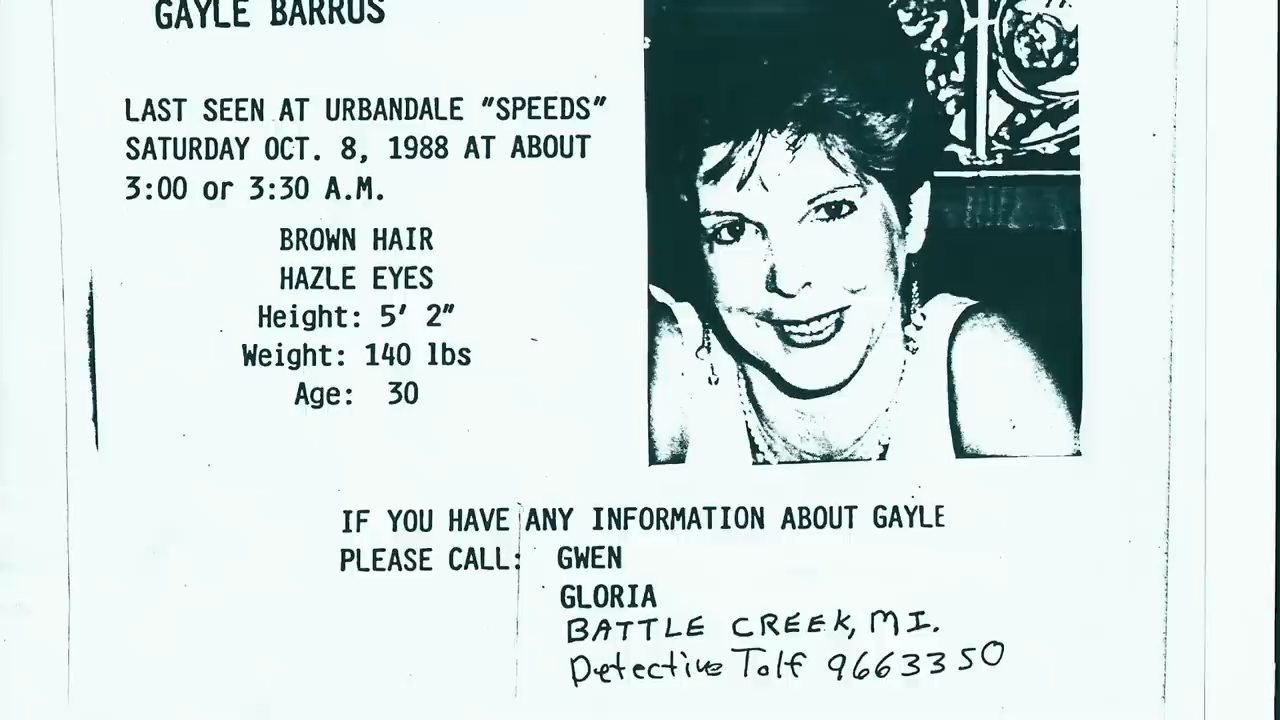 GAYLE BARRUS
LAST SEEN AT URBANDALE "SPEEDS"
SATURDAY OCT. 8, 1988 AT ABOUT
3:00 or 3:30 A.M.
BROWN HAIR
HAZLE EYES
Height: 5' 2"
Weight: 140 lbs
Age: 30
IF YOU HAVE ANY INFORMATION ABOUT GAYLE
PLEASE CALL: GWEN
GLORIA
BATTLE CREEK, MI.
Detective Tolf 9663350